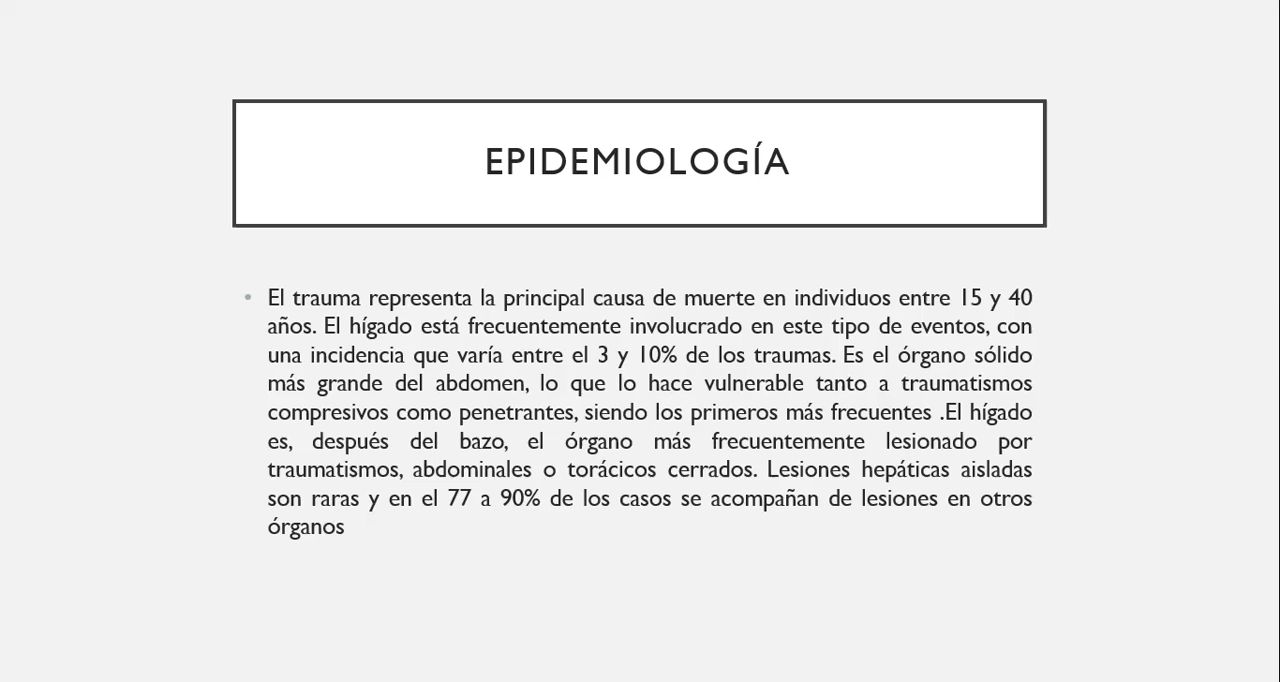 EPIDEMIOLOGÍA
• El trauma representa la principal causa de muerte en individuos entre 15 y 40
años. El hígado está frecuentemente involucrado en este tipo de eventos, con
una incidencia que varía entre el 3 y 10% de los traumas. Es el órgano sólido
más grande del abdomen, lo que lo hace vulnerable tanto a traumatismos
compresivos como penetrantes, siendo los primeros más frecuentes .El hígado
es, después del bazo, el órgano más frecuentemente lesionado por
traumatismos, abdominales o torácicos cerrados. Lesiones hepáticas aisladas
son raras y en el 77 a 90% de los casos se acompañan de lesiones en otros
órganos